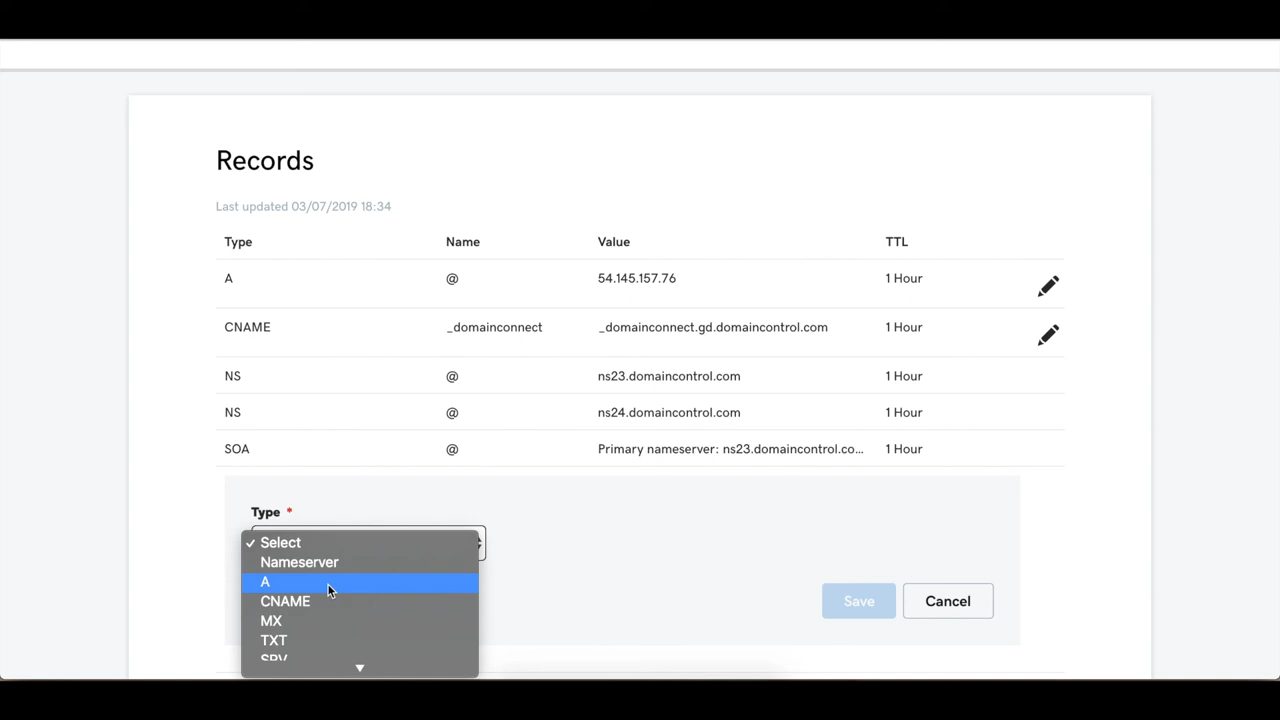 Records
Last updated 03/07/2019 18:34
Type Name Value TTL
A @ 54.145.157.76 1 Hour
CNAME _domainconnect _domainconnect.gd.domaincontrol.com 1 Hour
NS @ ns23.domaincontrol.com 1 Hour
NS @ ns24.domaincontrol.com 1 Hour
SOA @ Primary nameserver: ns23.domaincontrol.co... 1 Hour
Type *
✓ Select
Nameserver
A
CNAME
MX
TXT
SRV
Save Cancel